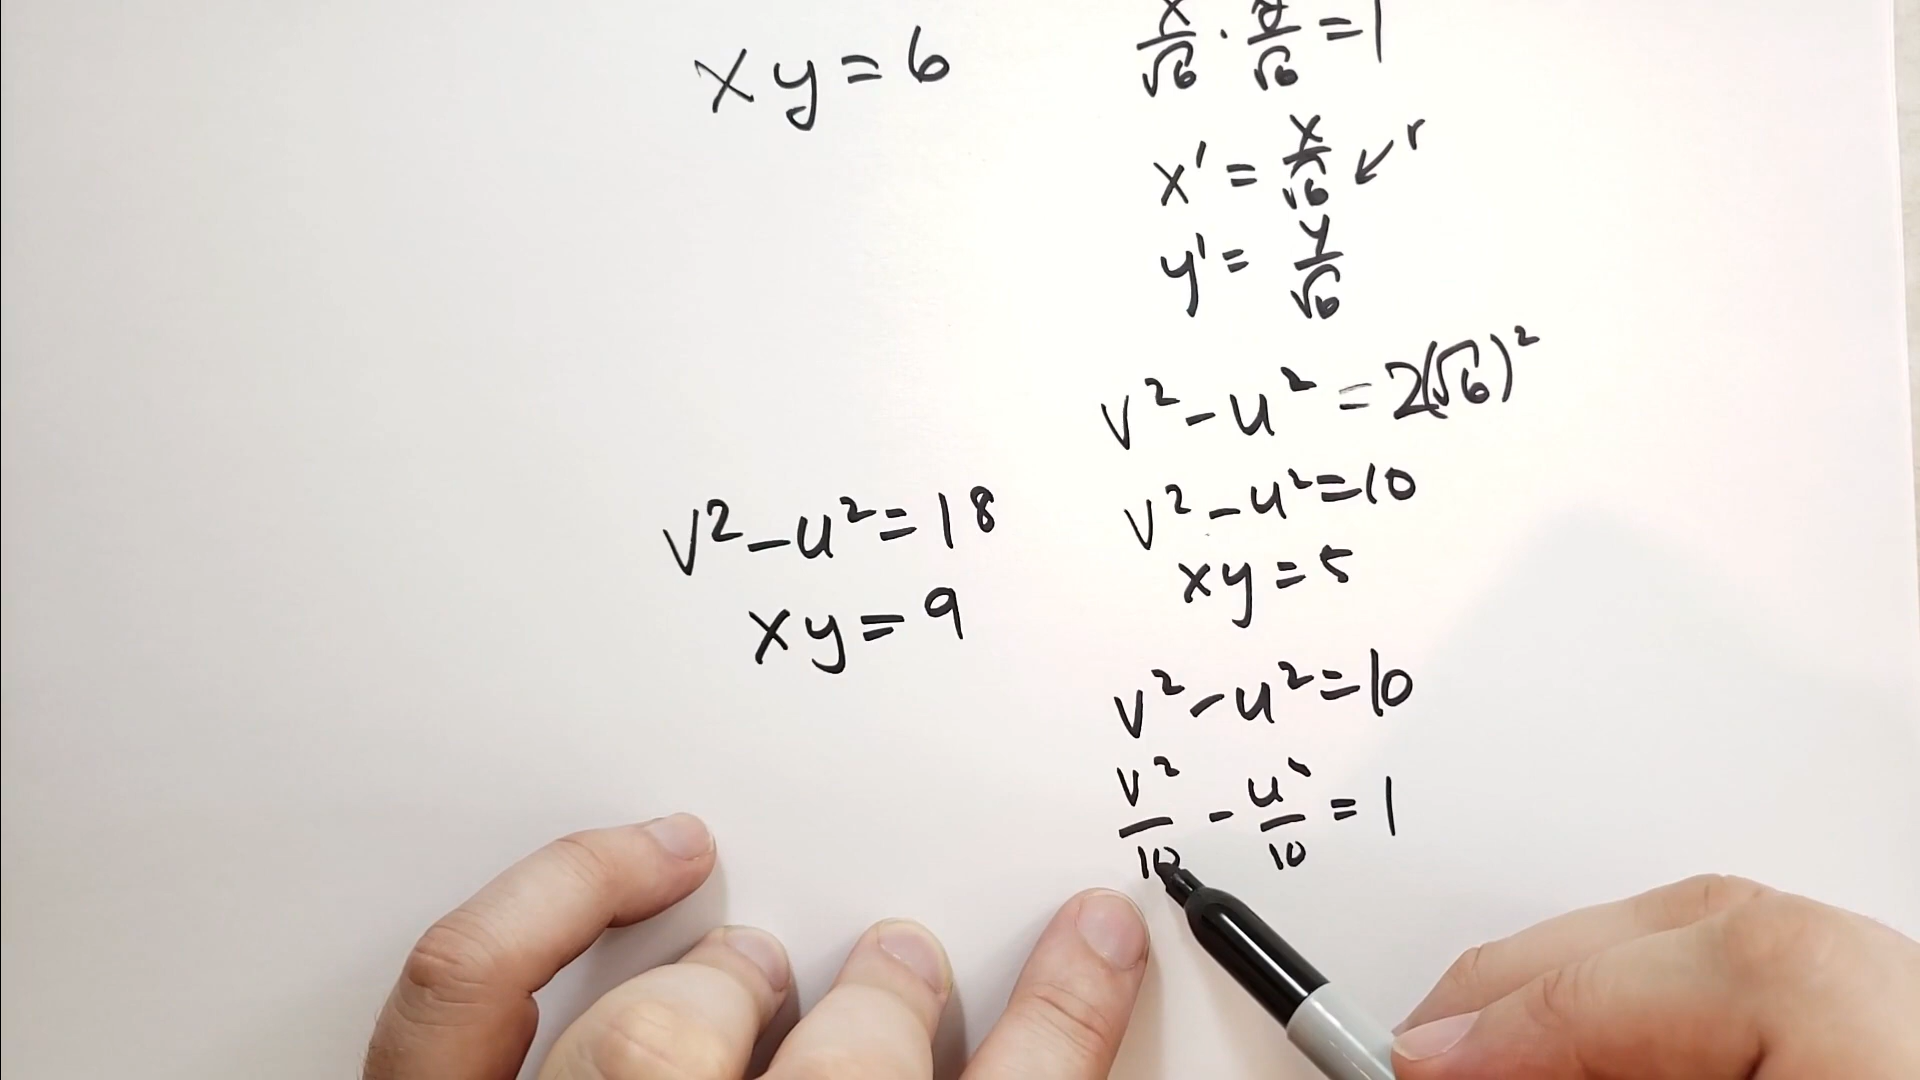 xy=6
x/√6 · y/√6 =1
x' = x/√6 ↙ r
y' = y/√6
v²-u² = 2(√6)²
v²-u²=18
xy=9
v²-u²=10
xy=5
v²-u²=10
v²/10 - u²/10 = 1